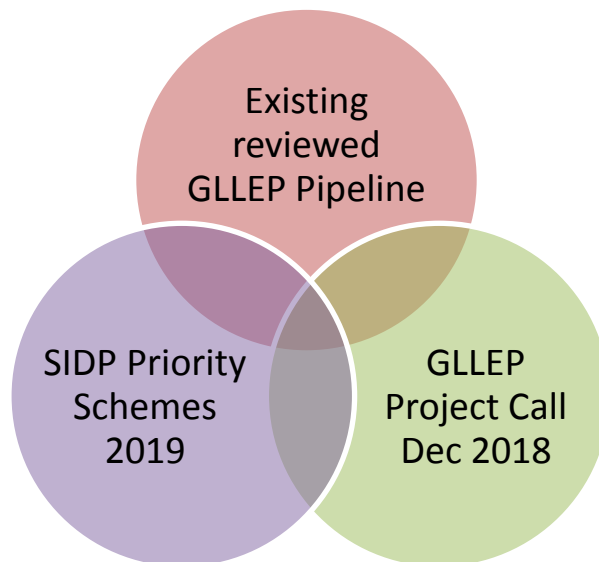 Existing
reviewed
GLLEP Pipeline
SIDP Priority
Schemes
2019
GLLEP
Project Call
Dec 2018